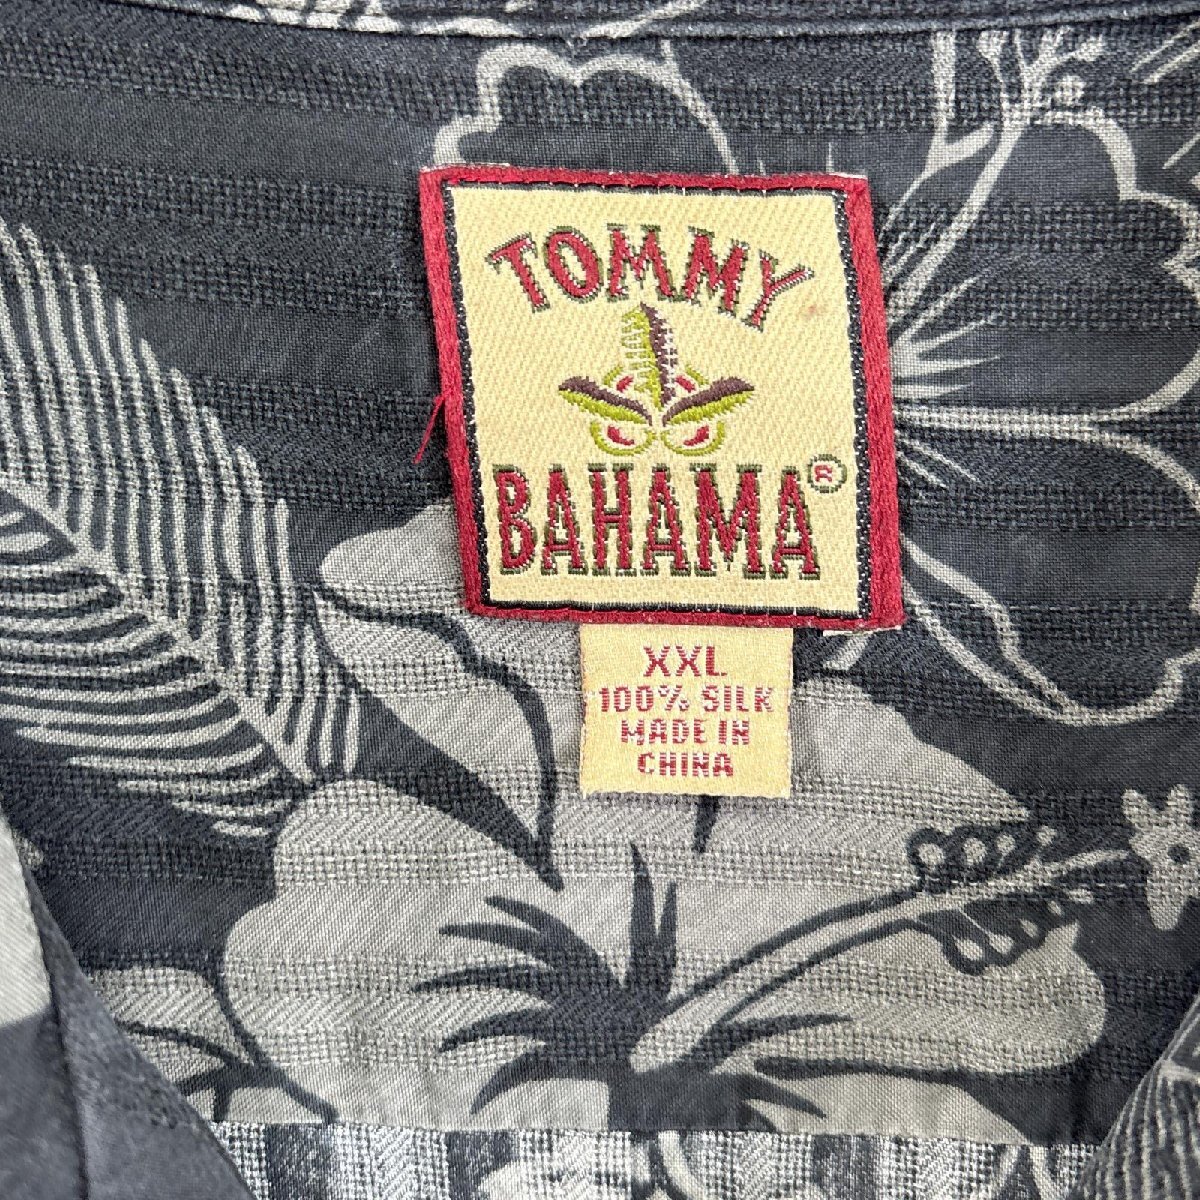 TOMMY
BAHAMA®
XXL
100% SILK
MADE IN
CHINA